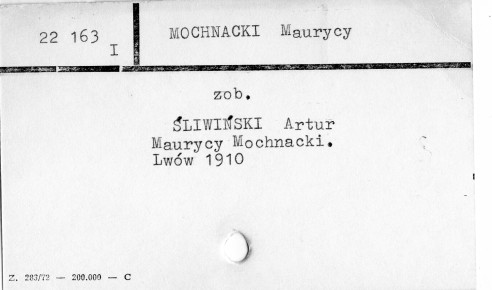 22 163
I
MOCHNACKI Maurycy
zob.
ŚLIWIŃSKI Artur
Maurycy Mochnacki.
Lwów 1910
Z. 283/72 — 200.000 — C